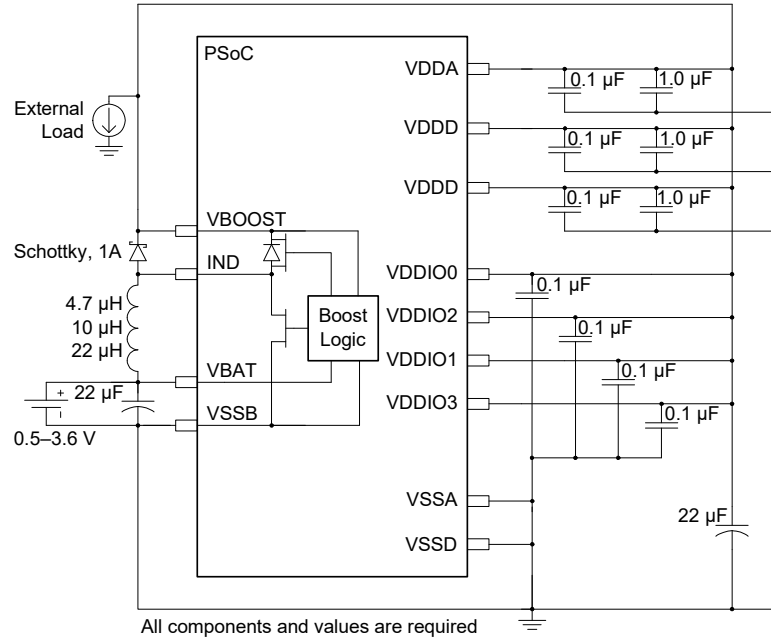 PSoC
VDDA
0.1 µF
1.0 µF
External
Load
VDDD
0.1 µF
1.0 µF
VDDD
0.1 µF
1.0 µF
VBOOST
Schottky, 1A
IND
VDDIO0
0.1 µF
4.7 µH
10 µH
22 µH
Boost
Logic
VDDIO2
0.1 µF
VBAT
VDDIO1
0.1 µF
+
22 µF
VSSB
VDDIO3
0.1 µF
0.5–3.6 V
VSSA
22 µF
VSSD
All components and values are required